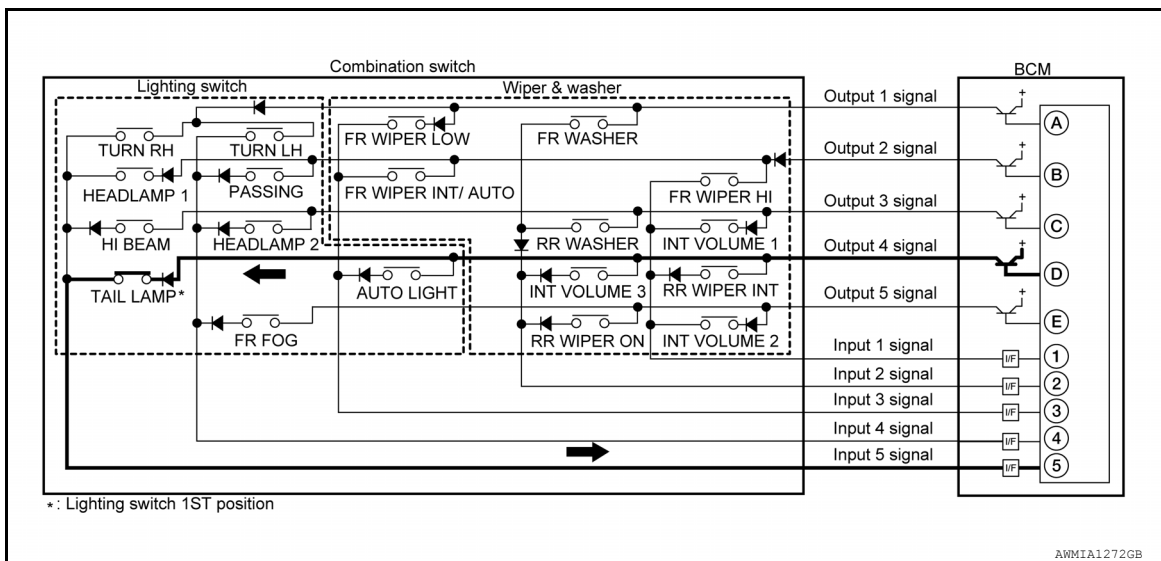 Combination switch
BCM
Lighting switch
Wiper & washer
Output 1 signal
+
A
TURN RH
TURN LH
FR WIPER LOW
FR WASHER
Output 2 signal
+
B
HEADLAMP 1
PASSING
FR WIPER INT/ AUTO
FR WIPER HI
Output 3 signal
+
C
HI BEAM
HEADLAMP 2
RR WASHER
INT VOLUME 1
Output 4 signal
+
D
TAIL LAMP*
AUTO LIGHT
INT VOLUME 3
RR WIPER INT
Output 5 signal
+
E
FR FOG
RR WIPER ON
INT VOLUME 2
Input 1 signal
I/F
1
Input 2 signal
I/F
2
Input 3 signal
I/F
3
Input 4 signal
I/F
4
Input 5 signal
I/F
5
*: Lighting switch 1ST position
AWMIA1272GB